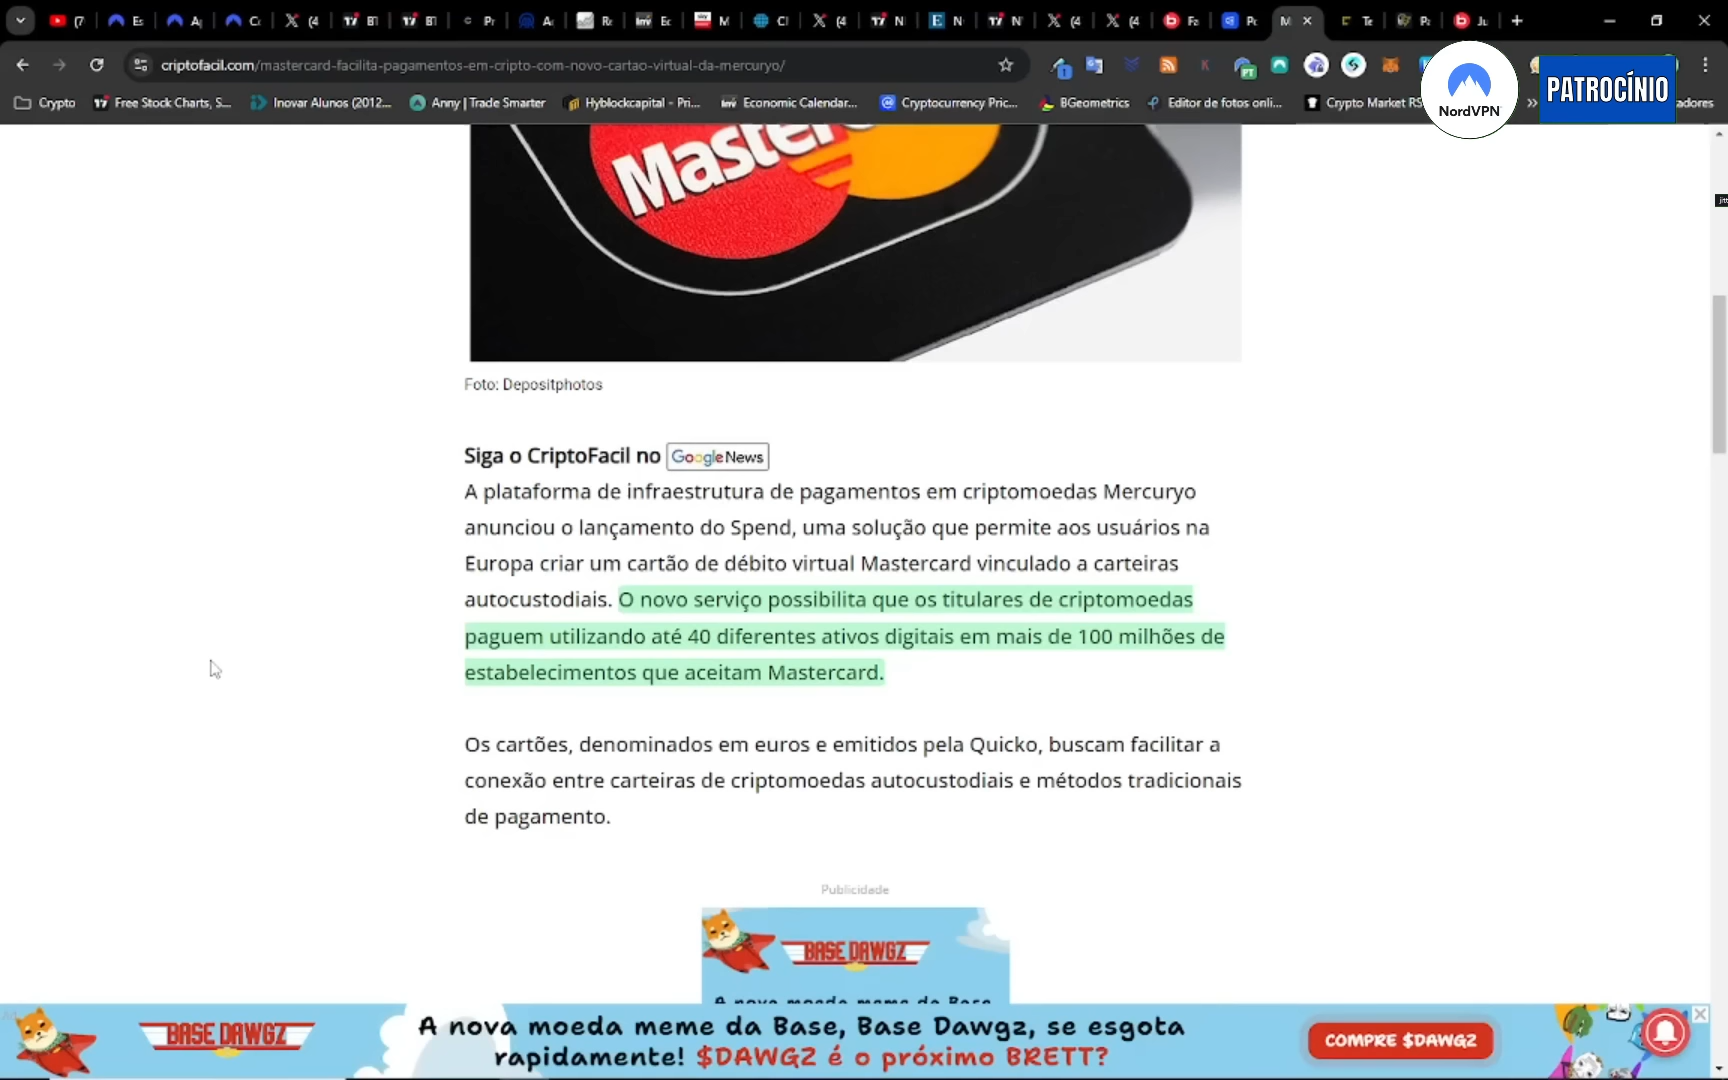 criptofacil.com/mastercard-facilita-pagamentos-em-cripto-com-novo-cartao-virtual-da-mercuryo/
Crypto
Free Stock Charts, S...
Inovar Alunos (2012...
Anny | Trade Smarter
Hyblockcapital - Pri...
Economic Calendar...
Cryptocurrency Pric...
BGeometrics
Editor de fotos onli...
Crypto Market RS
adores
NordVPN
PATROCÍNIO
Foto: Depositphotos
Siga o CriptoFacil no Google News
A plataforma de infraestrutura de pagamentos em criptomoedas Mercuryo
anunciou o lançamento do Spend, uma solução que permite aos usuários na
Europa criar um cartão de débito virtual Mastercard vinculado a carteiras
autocustodiais. O novo serviço possibilita que os titulares de criptomoedas
paguem utilizando até 40 diferentes ativos digitais em mais de 100 milhões de
estabelecimentos que aceitam Mastercard.
Os cartões, denominados em euros e emitidos pela Quicko, buscam facilitar a
conexão entre carteiras de criptomoedas autocustodiais e métodos tradicionais
de pagamento.
Publicidade
BASE DAWGZ
A nova moeda meme da Base,
BASE DAWGZ
A nova moeda meme da Base, Base Dawgz, se esgota
rapidamente! $DAWGZ é o próximo BRETT?
COMPRE $DAWGZ